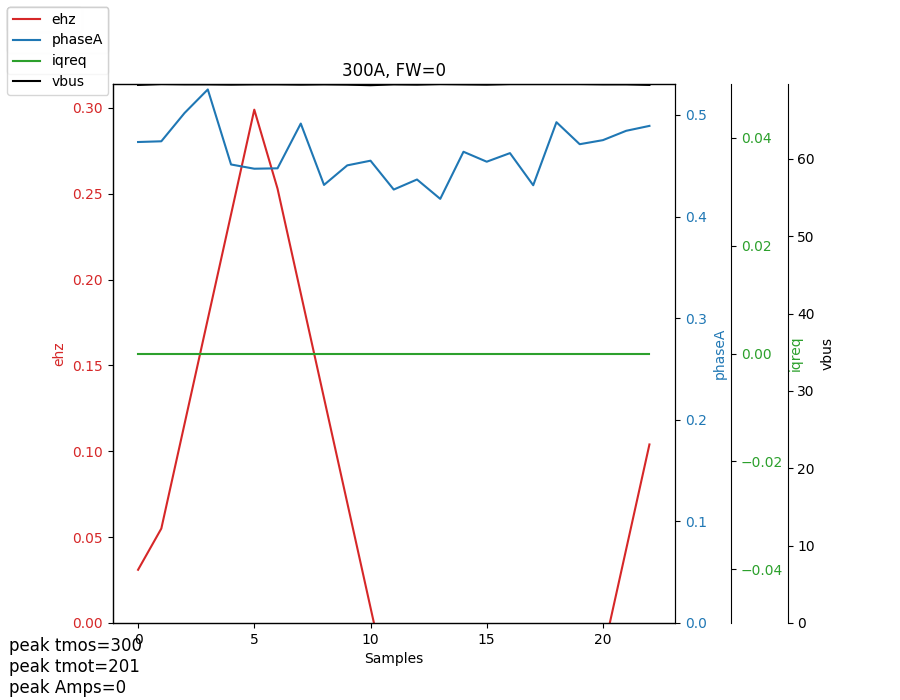 ehz
phaseA
iqreq
vbus
300A, FW=0
0.30
0.25
0.20
0.15
0.10
0.05
0.00
ehz
0.5
0.4
0.3
0.2
0.1
0.0
phaseA
0.04
0.02
0.00
−0.02
−0.04
iqreq
60
50
40
30
20
10
0
vbus
0 5 10 15 20
Samples
peak tmos=300
peak tmot=201
peak Amps=0